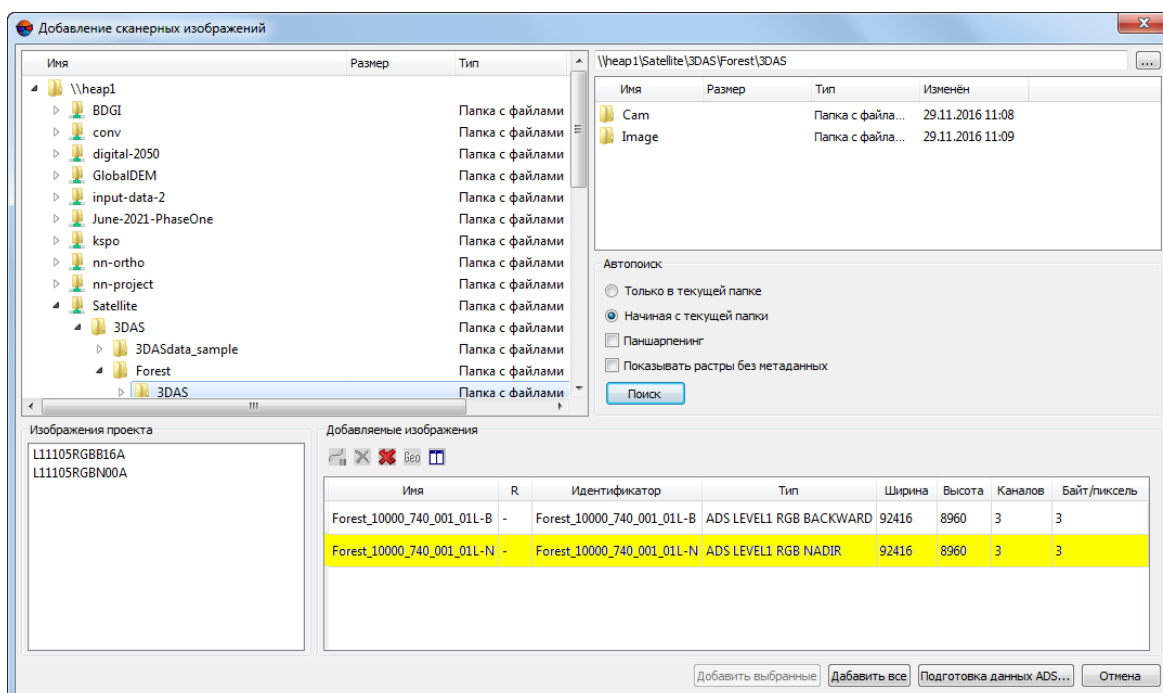 Добавление сканерных изображений
Имя Размер Тип
\\heap1
BDGI Папка с файлами
conv Папка с файлами
digital-2050 Папка с файлами
GlobalDEM Папка с файлами
input-data-2 Папка с файлами
June-2021-PhaseOne Папка с файлами
kspo Папка с файлами
nn-ortho Папка с файлами
nn-project Папка с файлами
Satellite Папка с файлами
3DAS Папка с файлами
3DASdata_sample Папка с файлами
Forest Папка с файлами
3DAS Папка с файлами
\\heap1\Satellite\3DAS\Forest\3DAS ...
Имя Размер Тип Изменён
Cam Папка с файла... 29.11.2016 11:08
Image Папка с файла... 29.11.2016 11:09
Автопоиск
Только в текущей папке
Начиная с текущей папки
Паншарпенинг
Показывать растры без метаданных
Поиск
Изображения проекта
L11105RGBB16A
L11105RGBN00A
Добавляемые изображения
Geo
Имя R Идентификатор Тип Ширина Высота Каналов Байт/пиксель
Forest_10000_740_001_01L-B - Forest_10000_740_001_01L-B ADS LEVEL1 RGB BACKWARD 92416 8960 3 3
Forest_10000_740_001_01L-N - Forest_10000_740_001_01L-N ADS LEVEL1 RGB NADIR 92416 8960 3 3
Добавить выбранные Дабавить все Подготовка данных ADS... Отмена